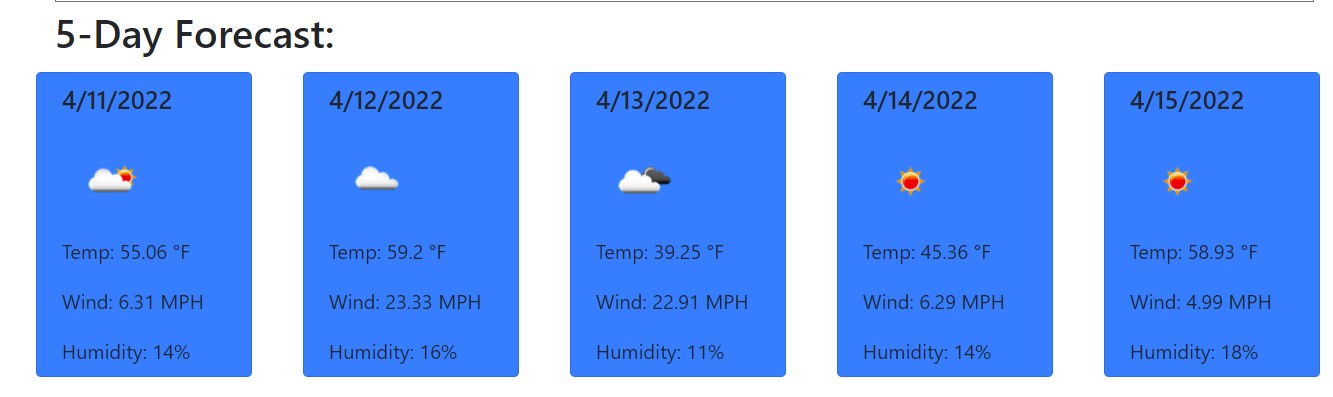 5-Day Forecast:
4/11/2022
Temp: 55.06 °F
Wind: 6.31 MPH
Humidity: 14%
4/12/2022
Temp: 59.2 °F
Wind: 23.33 MPH
Humidity: 16%
4/13/2022
Temp: 39.25 °F
Wind: 22.91 MPH
Humidity: 11%
4/14/2022
Temp: 45.36 °F
Wind: 6.29 MPH
Humidity: 14%
4/15/2022
Temp: 58.93 °F
Wind: 4.99 MPH
Humidity: 18%